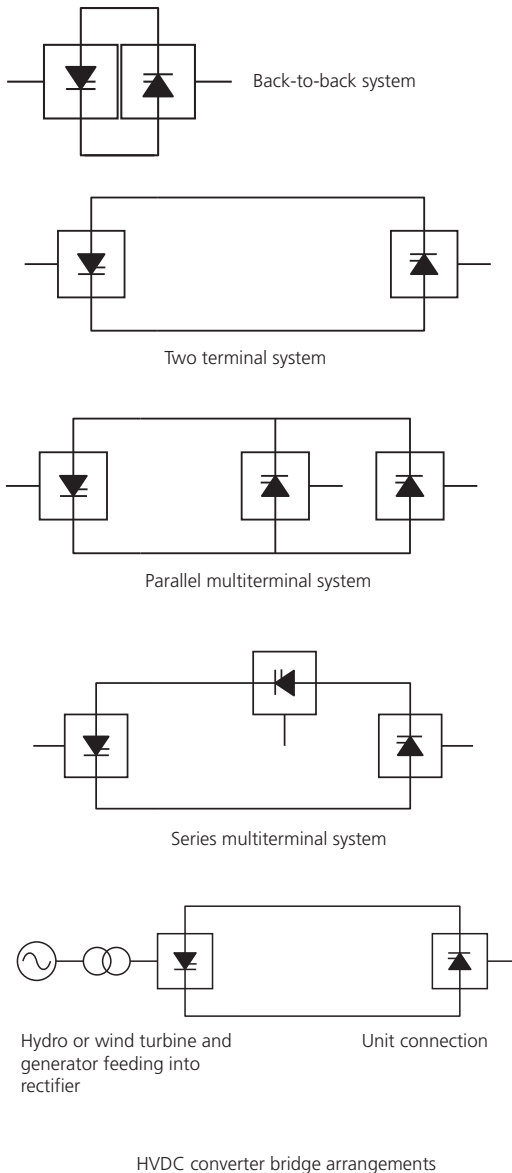 Back-to-back system
Two terminal system
Parallel multiterminal system
Series multiterminal system
Hydro or wind turbine and
generator feeding into
rectifier
Unit connection
HVDC converter bridge arrangements